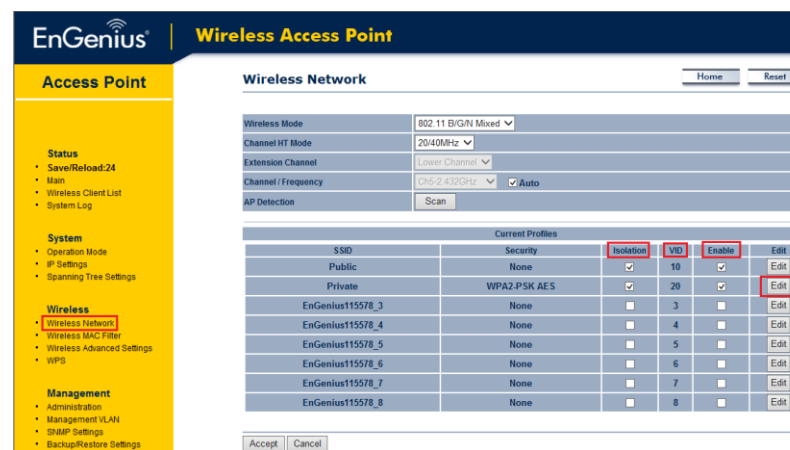 EnGenius® Wireless Access Point
Access Point
Status
Save/Reload:24
Main
Wireless Client List
System Log
System
Operation Mode
IP Settings
Spanning Tree Settings
Wireless
Wireless Network
Wireless MAC Filter
Wireless Advanced Settings
WPS
Management
Administration
Management VLAN
SNMP Settings
Backup/Restore Settings
Wireless Network Home Reset
Wireless Mode 802.11 B/G/N Mixed
Channel HT Mode 20/40MHz
Extension Channel Lower Channel
Channel / Frequency Ch5-2.432GHz Auto
AP Detection Scan
Current Profiles
SSID Security Isolation VID Enable Edit
Public None 10 Edit
Private WPA2-PSK AES 20 Edit
EnGenius115578_3 None 3 Edit
EnGenius115578_4 None 4 Edit
EnGenius115578_5 None 5 Edit
EnGenius115578_6 None 6 Edit
EnGenius115578_7 None 7 Edit
EnGenius115578_8 None 8 Edit
Accept Cancel